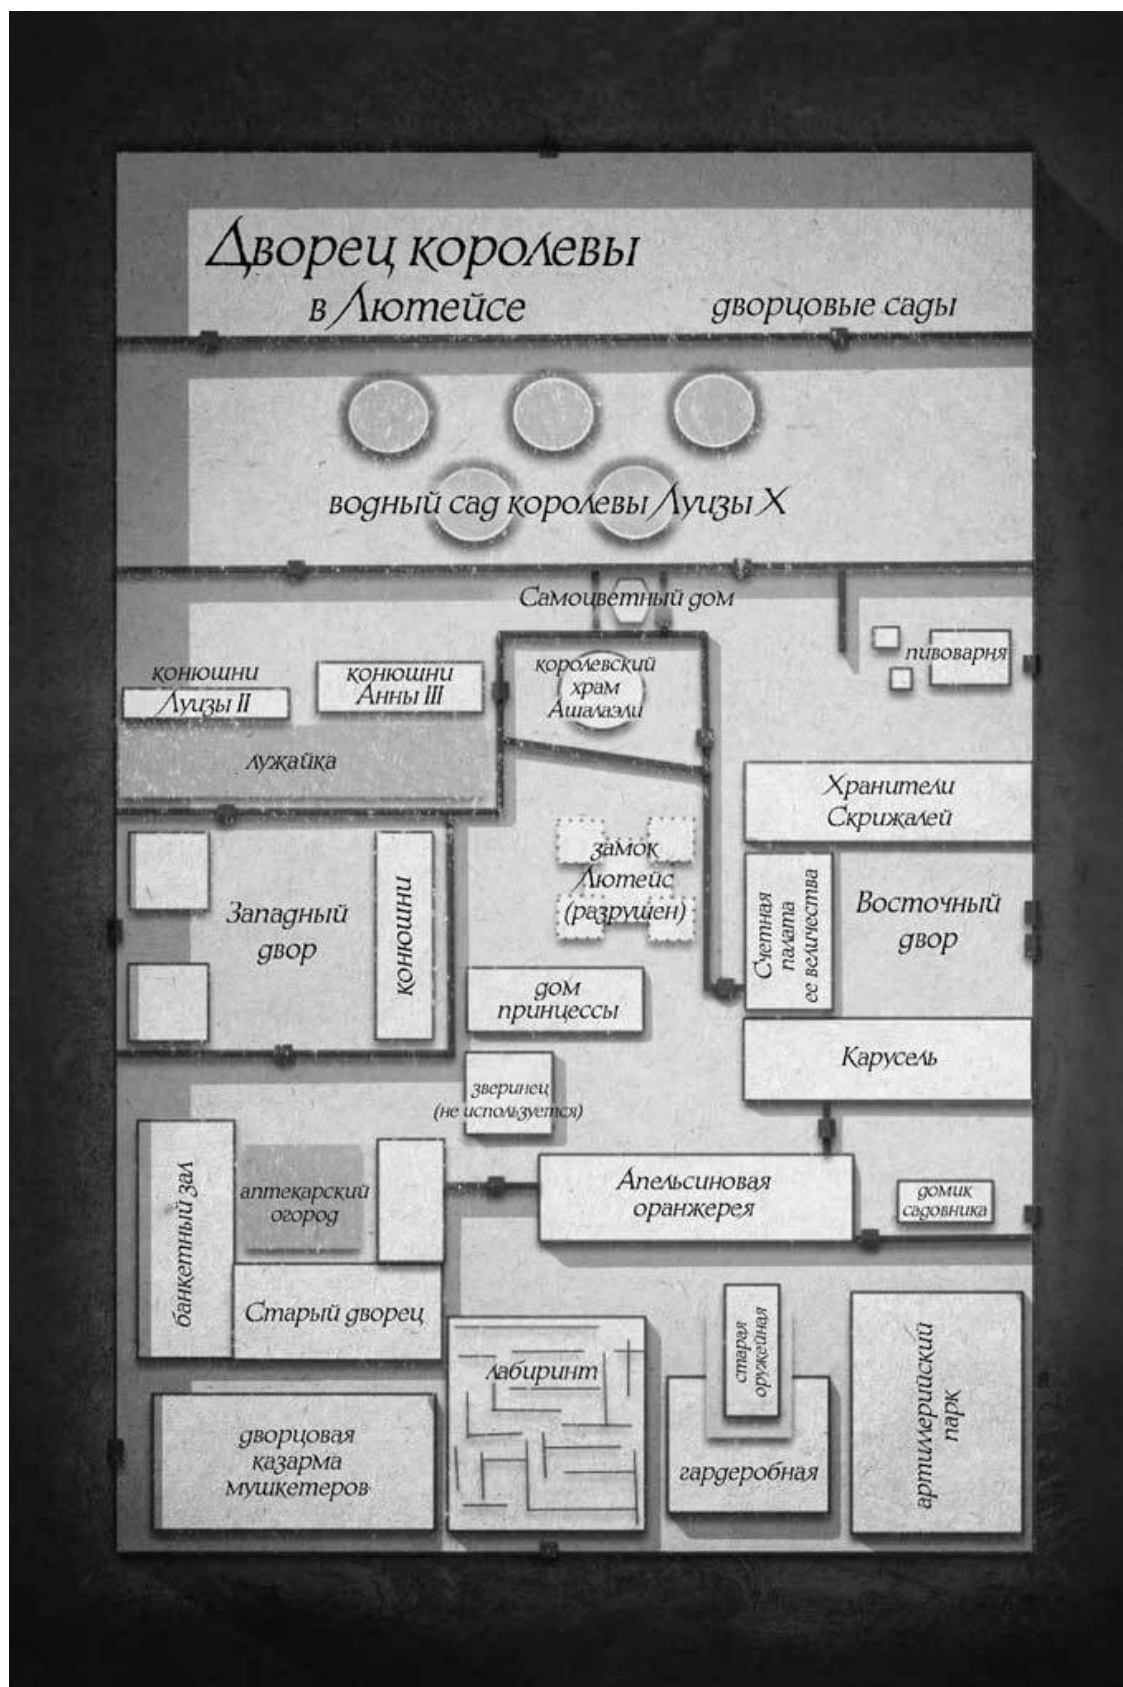 Дворец королевы
в Лютейсе
дворцовые сады
водный сад королевы Луизы X
Самоцветный дом
конюшни
Луизы II
конюшни
Анны III
королевский
храм
Ашалаэли
пивоварня
лужайка
Хранители
Скрижалей
замок
Лютейс
(разрушен)
Западный
двор
конюшни
Счетная
палата
ее величества
Восточный
двор
дом
принцессы
Карусель
зверинец
(не используется)
банкетный зал
аптекарский
огород
Апельсиновая
оранжерея
домик
садовника
Старый дворец
лабиринт
старая
оружейная
гардеробная
артиллерийский
парк
дворцовая
казарма
мушкетеров